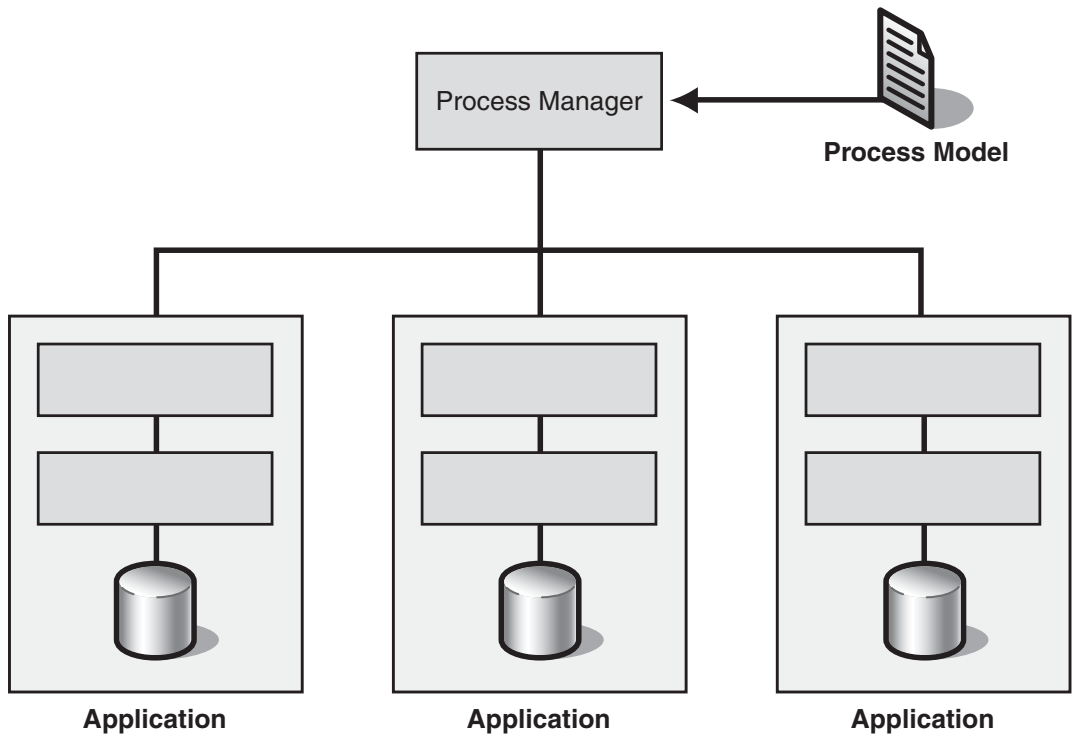 Process Manager
Process Model
Application
Application
Application